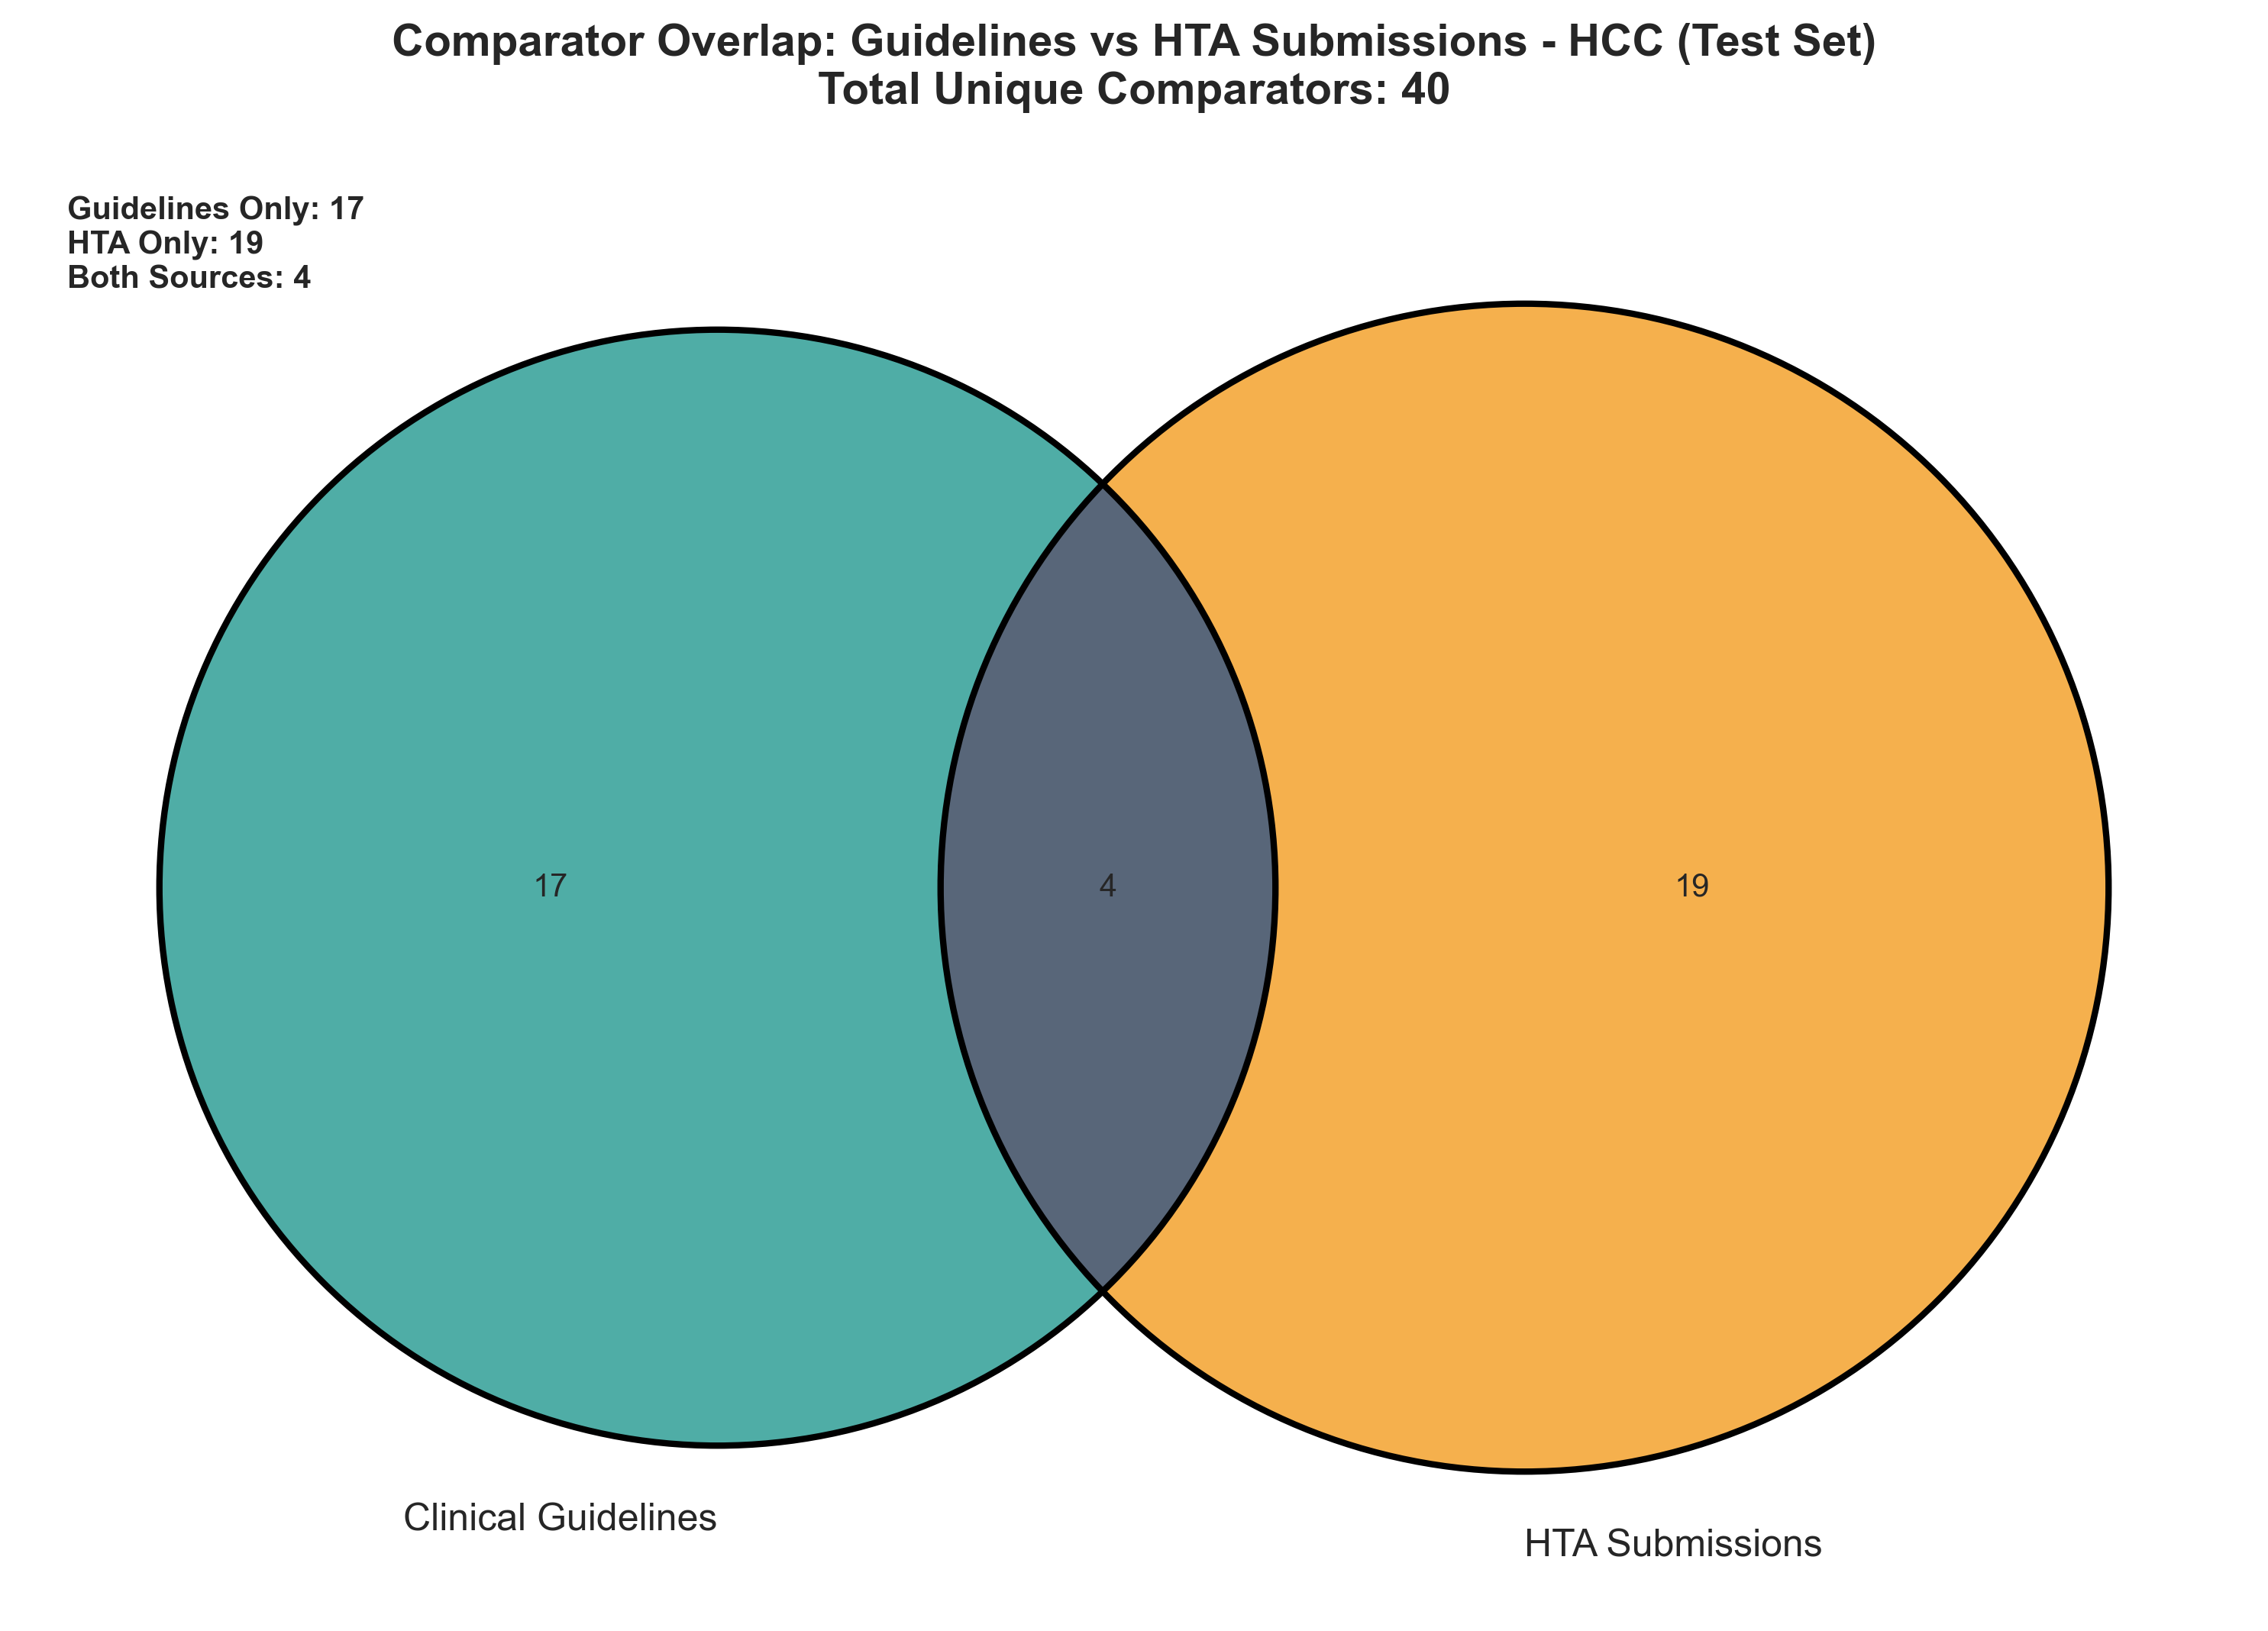 Comparator Overlap: Guidelines vs HTA Submissions - HCC (Test Set)
Total Unique Comparators: 40
Guidelines Only: 17
HTA Only: 19
Both Sources: 4
17
4
19
Clinical Guidelines
HTA Submissions